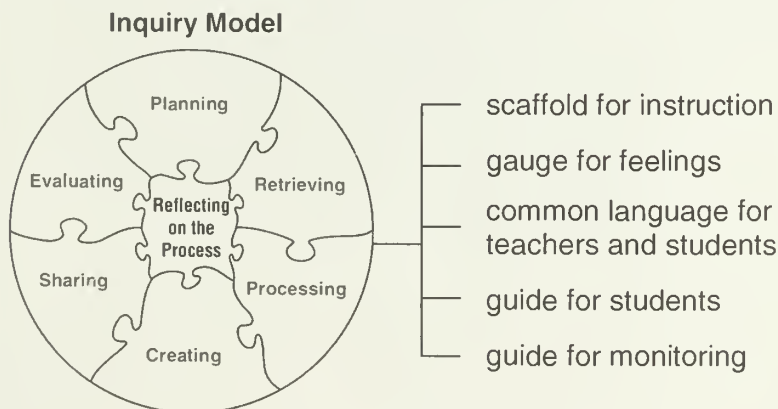 Inquiry Model
Planning
Retrieving
Processing
Creating
Sharing
Evaluating
Reflecting
on the
Process
scaffold for instruction
gauge for feelings
common language for
teachers and students
guide for students
guide for monitoring